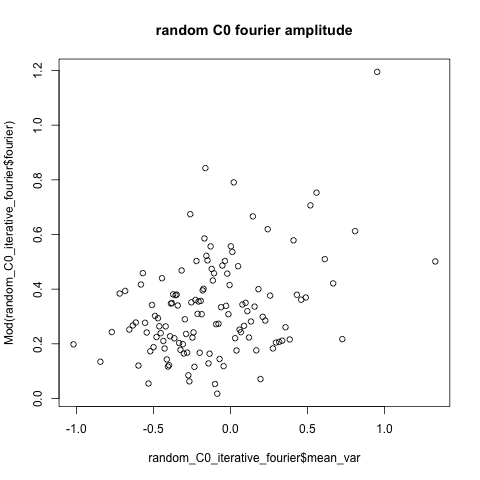 random C0 fourier amplitude
Mod(random_C0_iterative_fourier$fourier)
1.2
1.0
0.8
0.6
0.4
0.2
0.0
-1.0 -0.5 0.0 0.5 1.0
random_C0_iterative_fourier$mean_var